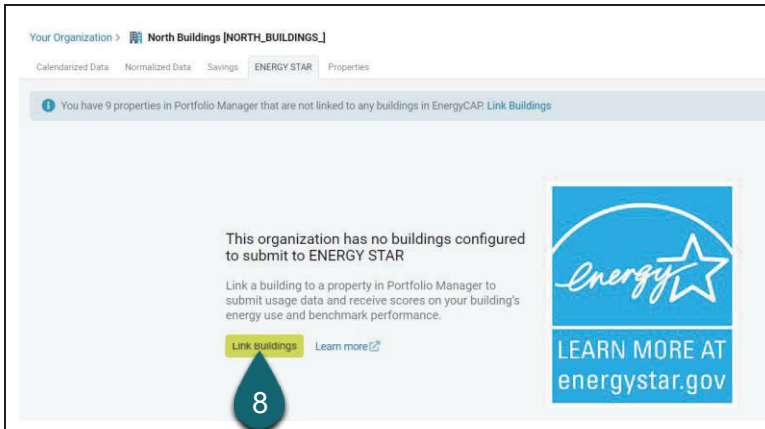 Your Organization > North Buildings [NORTH_BUILDINGS_]
Calendarized Data Normalized Data Savings ENERGY STAR Properties
You have 9 properties in Portfolio Manager that are not linked to any buildings in EnergyCAP. Link Buildings
This organization has no buildings configured
to submit to ENERGY STAR
Link a building to a property in Portfolio Manager to
submit usage data and receive scores on your building's
energy use and benchmark performance.
Link Buildings Learn more
8
energy
LEARN MORE AT
energystar.gov